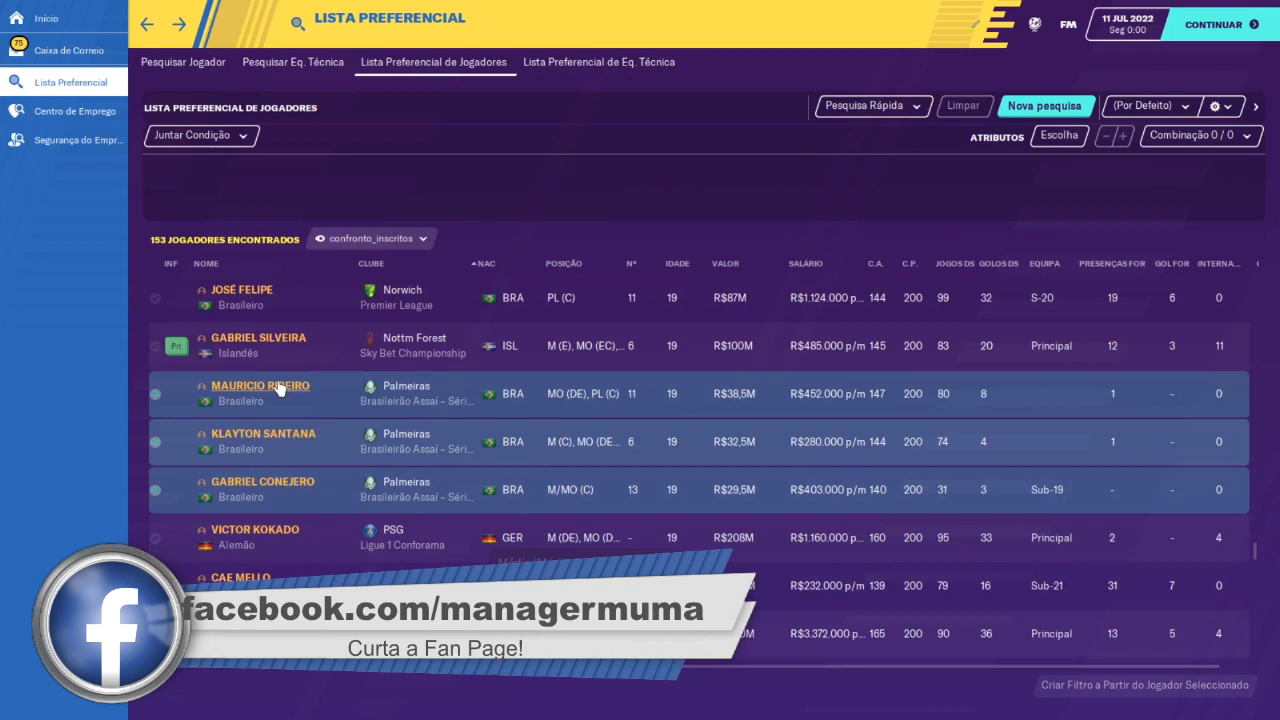 Início
LISTA PREFERENCIAL
FM
11 JUL 2022
Seg 0:00
CONTINUAR
75
Caixa de Correio
Lista Preferencial
Centro de Emprego
Segurança do Empr...
Pesquisar Jogador
Pesquisar Eq. Técnica
Lista Preferencial de Jogadores
Lista Preferencial de Eq. Técnica
LISTA PREFERENCIAL DE JOGADORES
Pesquisa Rápida
Limpar
Nova pesquisa
(Por Defeito)
Juntar Condição
ATRIBUTOS
Escolha
- / +
Combinação 0 / 0
153 JOGADORES ENCONTRADOS
confronto_inscritos
INF NOME CLUBE NAC POSIÇÃO Nº IDADE VALOR SALÁRIO C.A. C.P. JOGOS DS GOLOS DS EQUIPA PRESENÇAS FOR GOL FOR INTERNA...
JOSÉ FELIPE Norwich BRA PL (C) 11 19 R$87M R$1.124.000 p... 144 200 99 32 S-20 19 6 0
Brasileiro Premier League
Prt GABRIEL SILVEIRA Nottm Forest ISL M (E), MO (EC),... 6 19 R$100M R$485.000 p/m 145 200 83 20 Principal 12 3 11
Islandês Sky Bet Championship
MAURICIO RIBEIRO Palmeiras BRA MO (DE), PL (C) 11 19 R$38,5M R$452.000 p/m 147 200 80 8 1 - 0
Brasileiro Brasileirão Assaí – Séri...
KLAYTON SANTANA Palmeiras BRA M (C), MO (DE... 6 19 R$32,5M R$280.000 p/m 144 200 74 4 1 - 0
Brasileiro Brasileirão Assaí – Séri...
GABRIEL CONEJERO Palmeiras BRA M/MO (C) 13 19 R$29,5M R$403.000 p/m 140 200 31 3 Sub-19 - - 0
Brasileiro Brasileirão Assaí – Séri...
VICTOR KOKADO PSG GER M (DE), MO (D... - 19 R$208M R$1.160.000 p... 160 200 95 33 Principal 2 - 4
Alemão Ligue 1 Conforama
CAE MELLO R$232.000 p/m 139 200 79 16 Sub-21 31 7 0
R$3.372.000 p... 165 200 90 36 Principal 13 5 4
facebook.com/managermuma
Curta a Fan Page!
Criar Filtro a Partir do Jogador Seleccionado